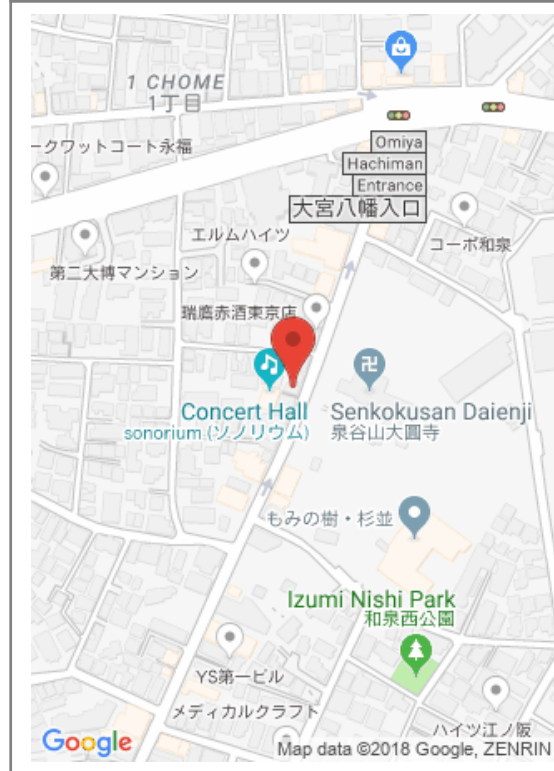 1 CHOME
1丁目
ークワットコート永福
Omiya
Hachiman
Entrance
大宮八幡入口
エルムハイツ
コーポ和泉
第二大博マンション
瑞鷹赤酒東京店
Concert Hall
sonorium (ソノリウム)
Senkokusan Daienji
泉谷山大圓寺
もみの樹・杉並
Izumi Nishi Park
和泉西公園
YS第一ビル
メディカルクラフト
ハイツ江ノ阪
Google
Map data ©2018 Google, ZENRIN